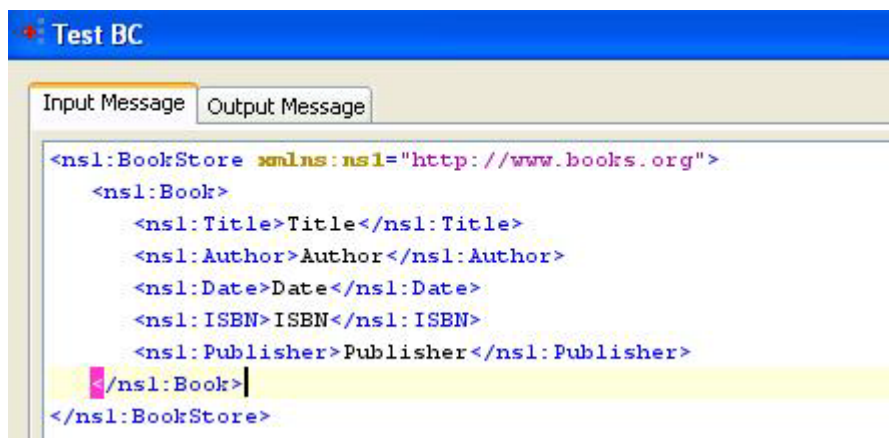 Test BC
Input Message Output Message
<ns1:BookStore xmlns:ns1="http://www.books.org">
<ns1:Book>
<ns1:Title>Title</ns1:Title>
<ns1:Author>Author</ns1:Author>
<ns1:Date>Date</ns1:Date>
<ns1:ISBN>ISBN</ns1:ISBN>
<ns1:Publisher>Publisher</ns1:Publisher>
</ns1:Book>
</ns1:BookStore>